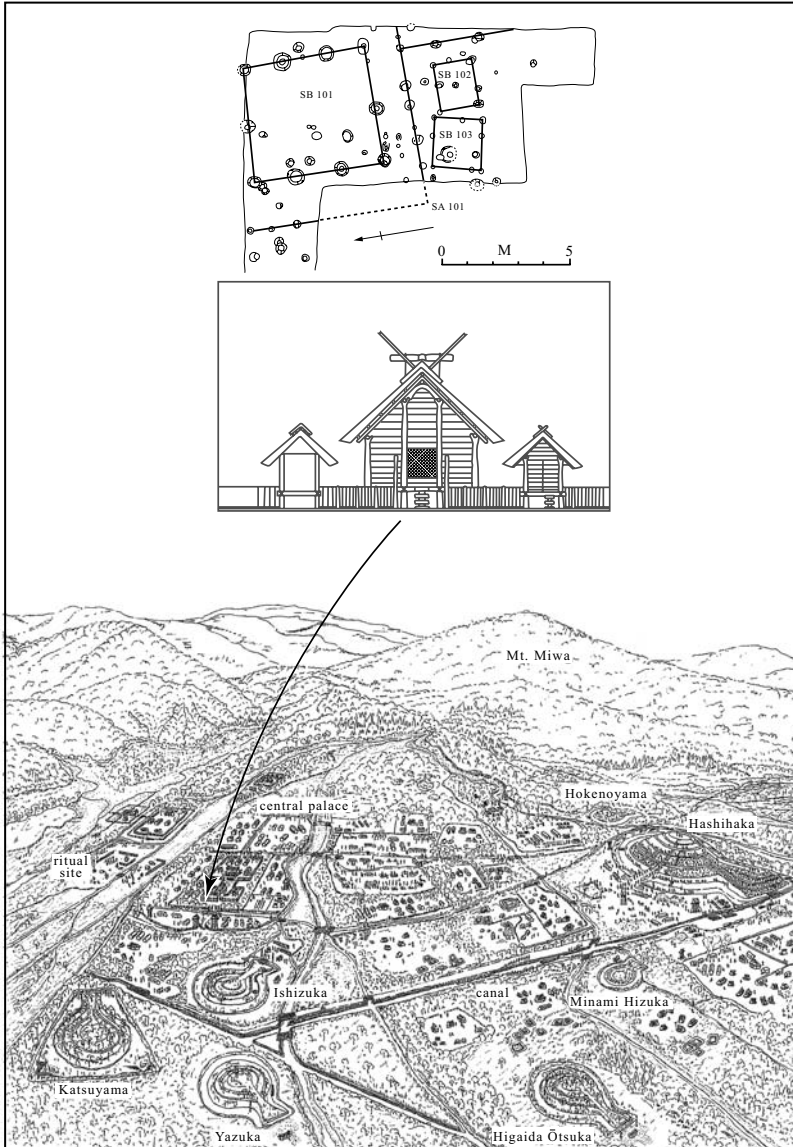 SB 101
SB 102
SB 103
SA 101
0 M 5
Mt. Miwa
Hokenoyama
central palace
Hashihaka
ritual
site
Ishizuka
canal
Minami Hizuka
Katsuyama
Yazuka
Higaida Ōtsuka